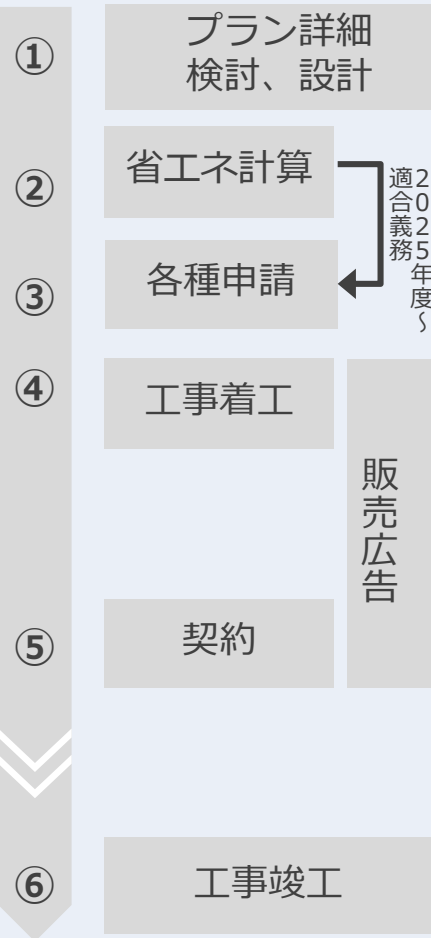 ①
プラン詳細
検討、設計
②
省エネ計算
2025年度～
適合義務
③
各種申請
④
工事着工
販売広告
⑤
契約
⑥
工事竣工